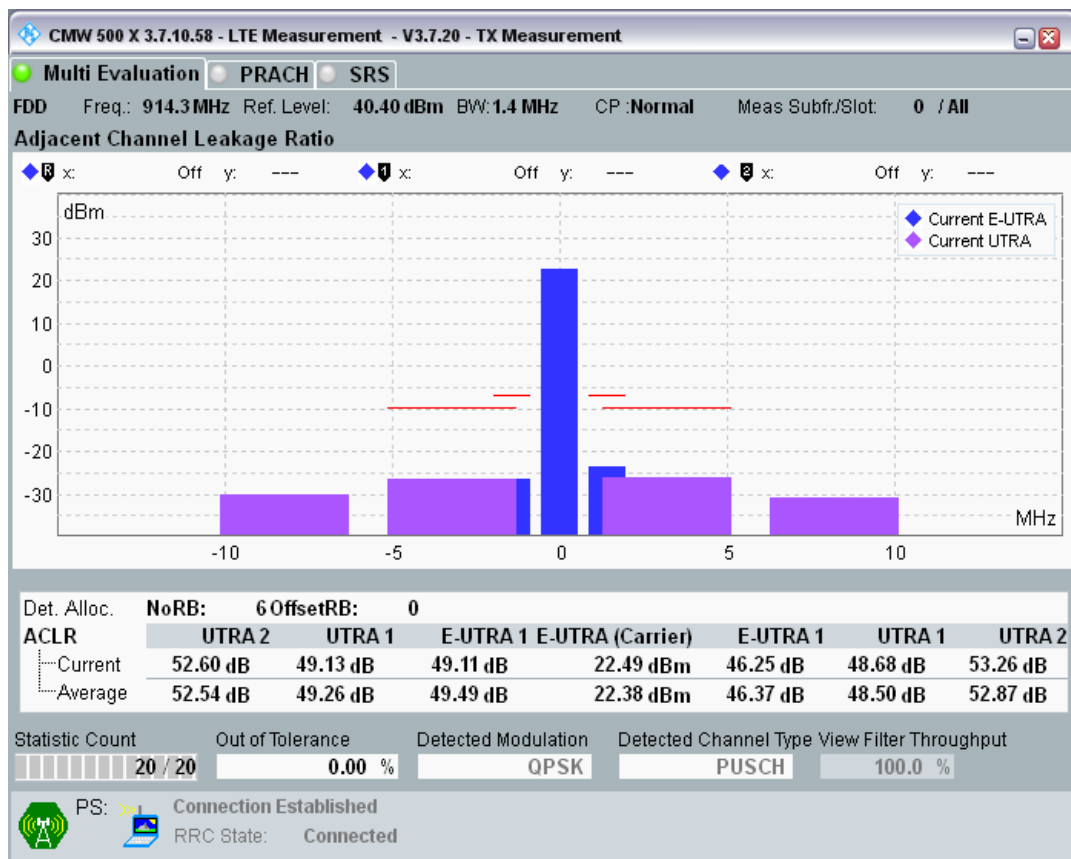 CMW 500 X 3.7.10.58 - LTE Measurement - V3.7.20 - TX Measurement
Multi Evaluation PRACH SRS
FDD Freq.: 914.3 MHz Ref. Level: 40.40 dBm BW: 1.4 MHz CP :Normal Meas Subfr./Slot: 0 / All
Adjacent Channel Leakage Ratio
R x: Off y: --- 1 x: Off y: --- 2 x: Off y: ---
dBm
Current E-UTRA
Current UTRA
30
20
10
0
-10
-20
-30
MHz
-10 -5 0 5 10
Det. Alloc. NoRB: 6 OffsetRB: 0
ACLR UTRA 2 UTRA 1 E-UTRA 1 E-UTRA (Carrier) E-UTRA 1 UTRA 1 UTRA 2
Current 52.60 dB 49.13 dB 49.11 dB 22.49 dBm 46.25 dB 48.68 dB 53.26 dB
Average 52.54 dB 49.26 dB 49.49 dB 22.38 dBm 46.37 dB 48.50 dB 52.87 dB
Statistic Count Out of Tolerance Detected Modulation Detected Channel Type View Filter Throughput
20 / 20 0.00 % QPSK PUSCH 100.0 %
PS: Connection Established
RRC State: Connected